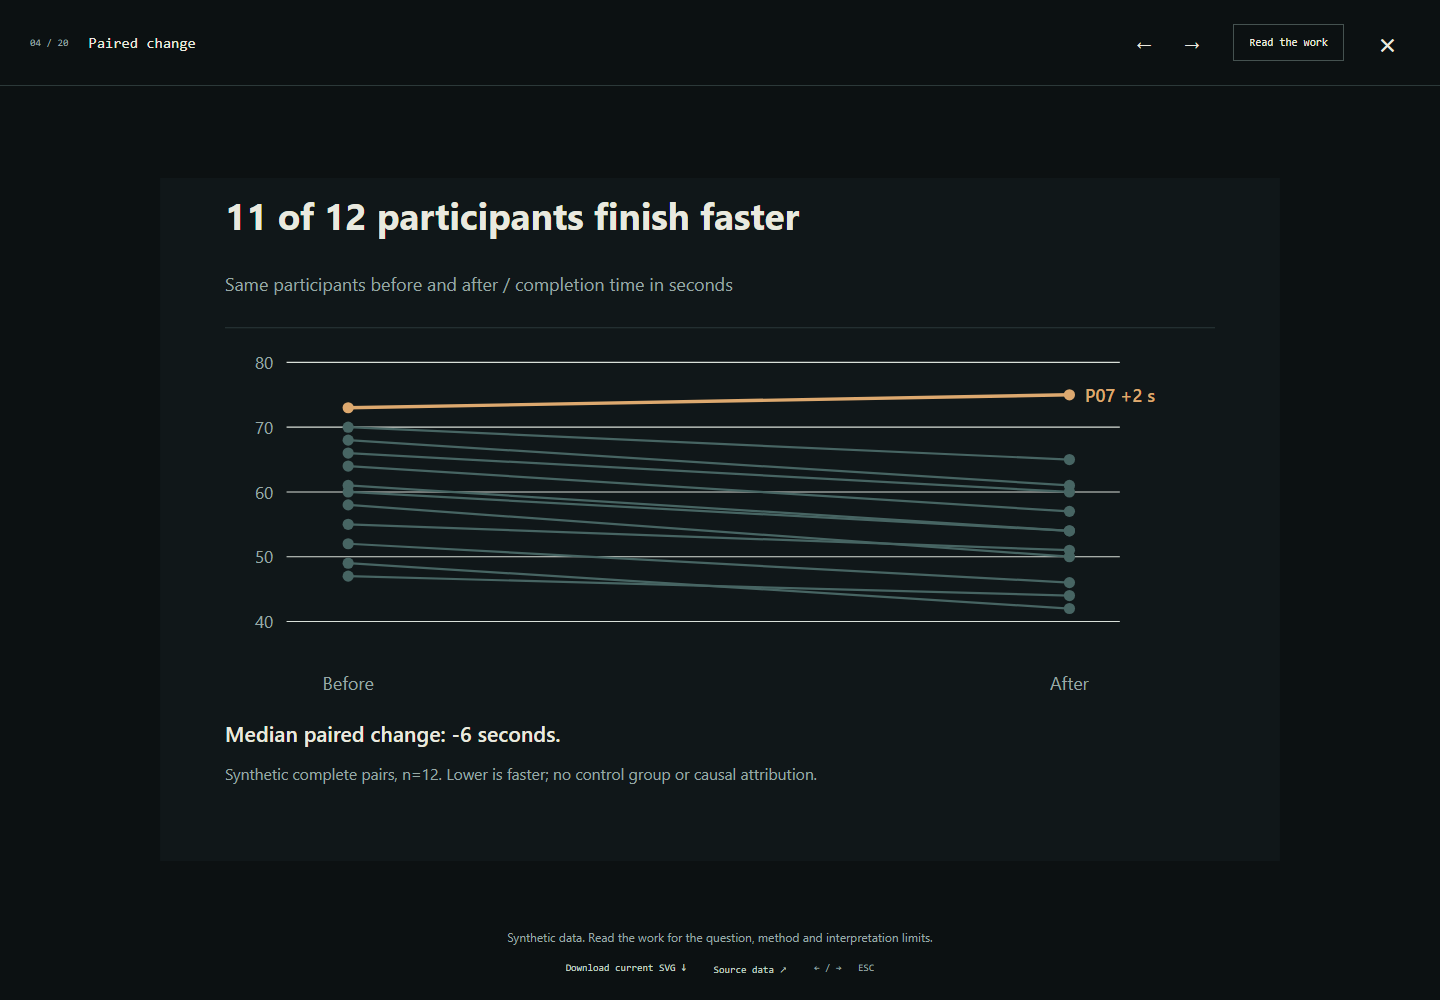 04 / 20 Paired change ← → Read the work ×
11 of 12 participants finish faster
Same participants before and after / completion time in seconds
80
P07 +2 s
70
60
50
40
Before After
Median paired change: -6 seconds.
Synthetic complete pairs, n=12. Lower is faster; no control group or causal attribution.
Synthetic data. Read the work for the question, method and interpretation limits.
Download current SVG ↓ Source data ↗ ← / → ESC